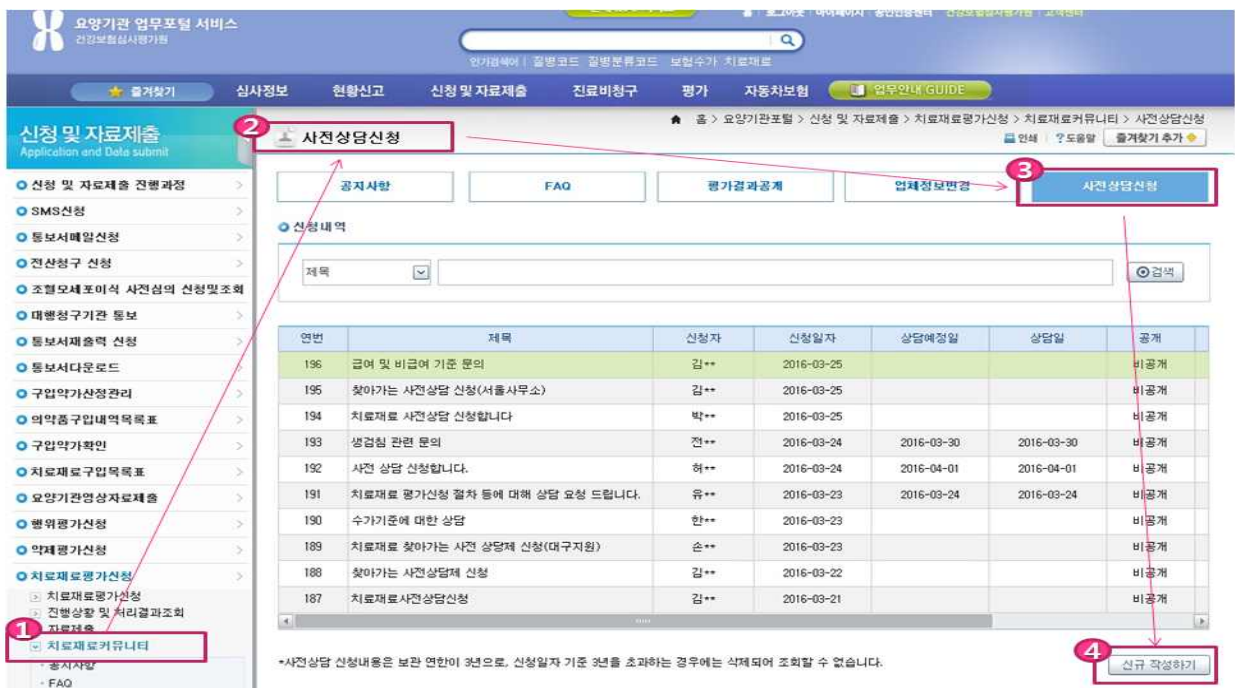 요양기관 업무포털 서비스
건강보험심사평가원
인기검색어 | 질병코드 질병분류코드 보험수가 치료재료
즐겨찾기 심사정보 현황신고 신청 및 자료제출 진료비청구 평가 자동차보험 업무안내 GUIDE
홈 > 요양기관포털 > 신청 및 자료제출 > 치료재료평가신청 > 치료재료커뮤니티 > 사전상담신청
인쇄 ?도움말 즐겨찾기 추가
신청 및 자료제출
Application and Data submit
2 사전상담신청
신청 및 자료제출 진행과정
SMS신청
통보서메일신청
전산청구 신청
조혈모세포이식 사전심의 신청및조회
대행청구기관 통보
통보서재출력 신청
통보서다운로드
구입약가산정관리
의약품구입내역목록표
구입약가확인
치료재료구입목록표
요양기관영상자료제출
행위평가신청
약제평가신청
치료재료평가신청
치료재료평가신청
진행상황 및 처리결과조회
자료제출
1 치료재료커뮤니티
· 공지사항
· FAQ
공지사항 FAQ 평가결과공개 업체정보변경 3 사전상담신청
신청내역
제목 검색
연번 제목 신청자 신청일자 상담예정일 상담일 공개
196 급여 및 비급여 기준 문의 김** 2016-03-25 비공개
195 찾아가는 사전상담 신청(서울사무소) 김** 2016-03-25 비공개
194 치료재료 사전상담 신청합니다 박** 2016-03-25 비공개
193 생검침 관련 문의 전** 2016-03-24 2016-03-30 2016-03-30 비공개
192 사전 상담 신청합니다. 허** 2016-03-24 2016-04-01 2016-04-01 비공개
191 치료재료 평가신청 절차 등에 대해 상담 요청 드립니다. 유** 2016-03-23 2016-03-24 2016-03-24 비공개
190 수가기준에 대한 상담 한** 2016-03-23 비공개
189 치료재료 찾아가는 사전 상담제 신청(대구지원) 손** 2016-03-23 비공개
188 찾아가는 사전상담제 신청 김** 2016-03-22 비공개
187 치료재료사전상담신청 김** 2016-03-21 비공개
*사전상담 신청내용은 보관 연한이 3년으로, 신청일자 기준 3년을 초과하는 경우에는 삭제되어 조회할 수 없습니다.
4 신규 작성하기